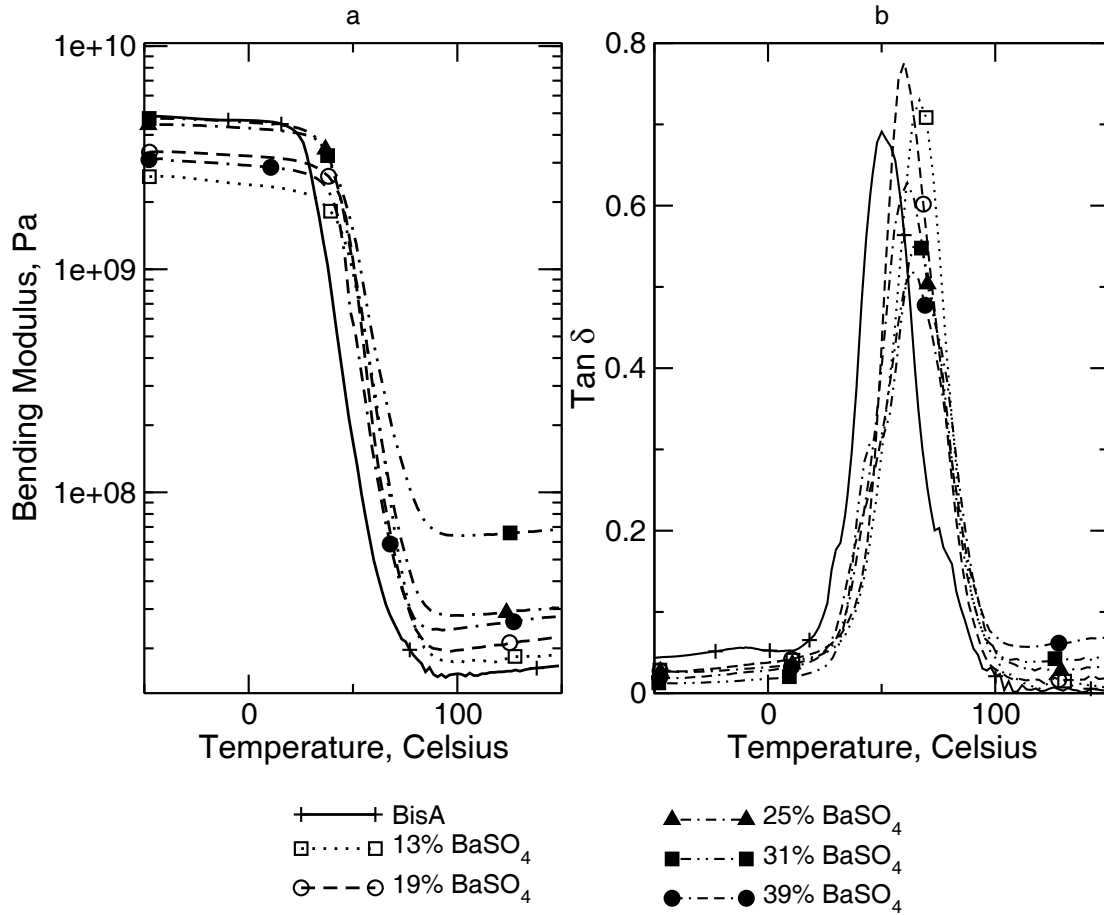 a
b
1e+10
1e+09
1e+08
Bending Modulus, Pa
0
100
Temperature, Celsius
0.8
0.6
0.4
0.2
0
Tan δ
0
100
Temperature, Celsius
BisA
13% BaSO4
19% BaSO4
25% BaSO4
31% BaSO4
39% BaSO4